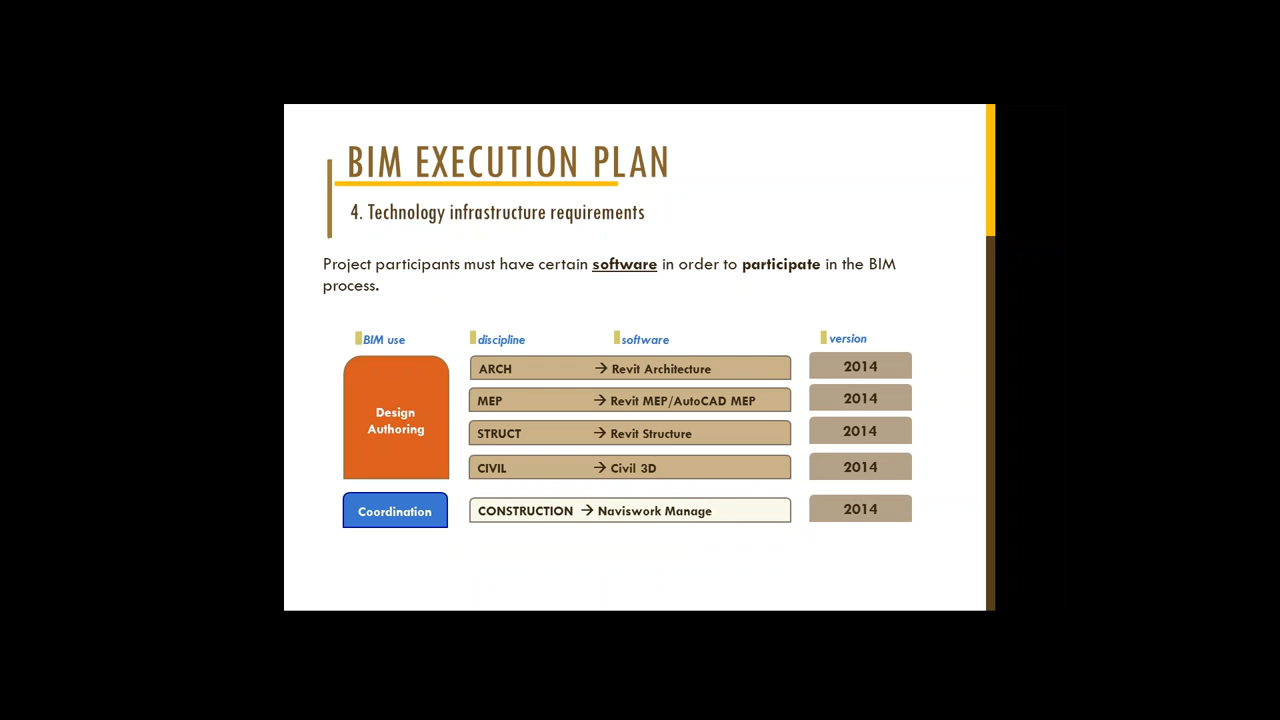 BIM EXECUTION PLAN
4. Technology infrastructure requirements
Project participants must have certain software in order to participate in the BIM
process.
BIM use discipline software version
ARCH → Revit Architecture 2014
MEP → Revit MEP/AutoCAD MEP 2014
Design
Authoring
STRUCT → Revit Structure 2014
CIVIL → Civil 3D 2014
Coordination CONSTRUCTION → Naviswork Manage 2014